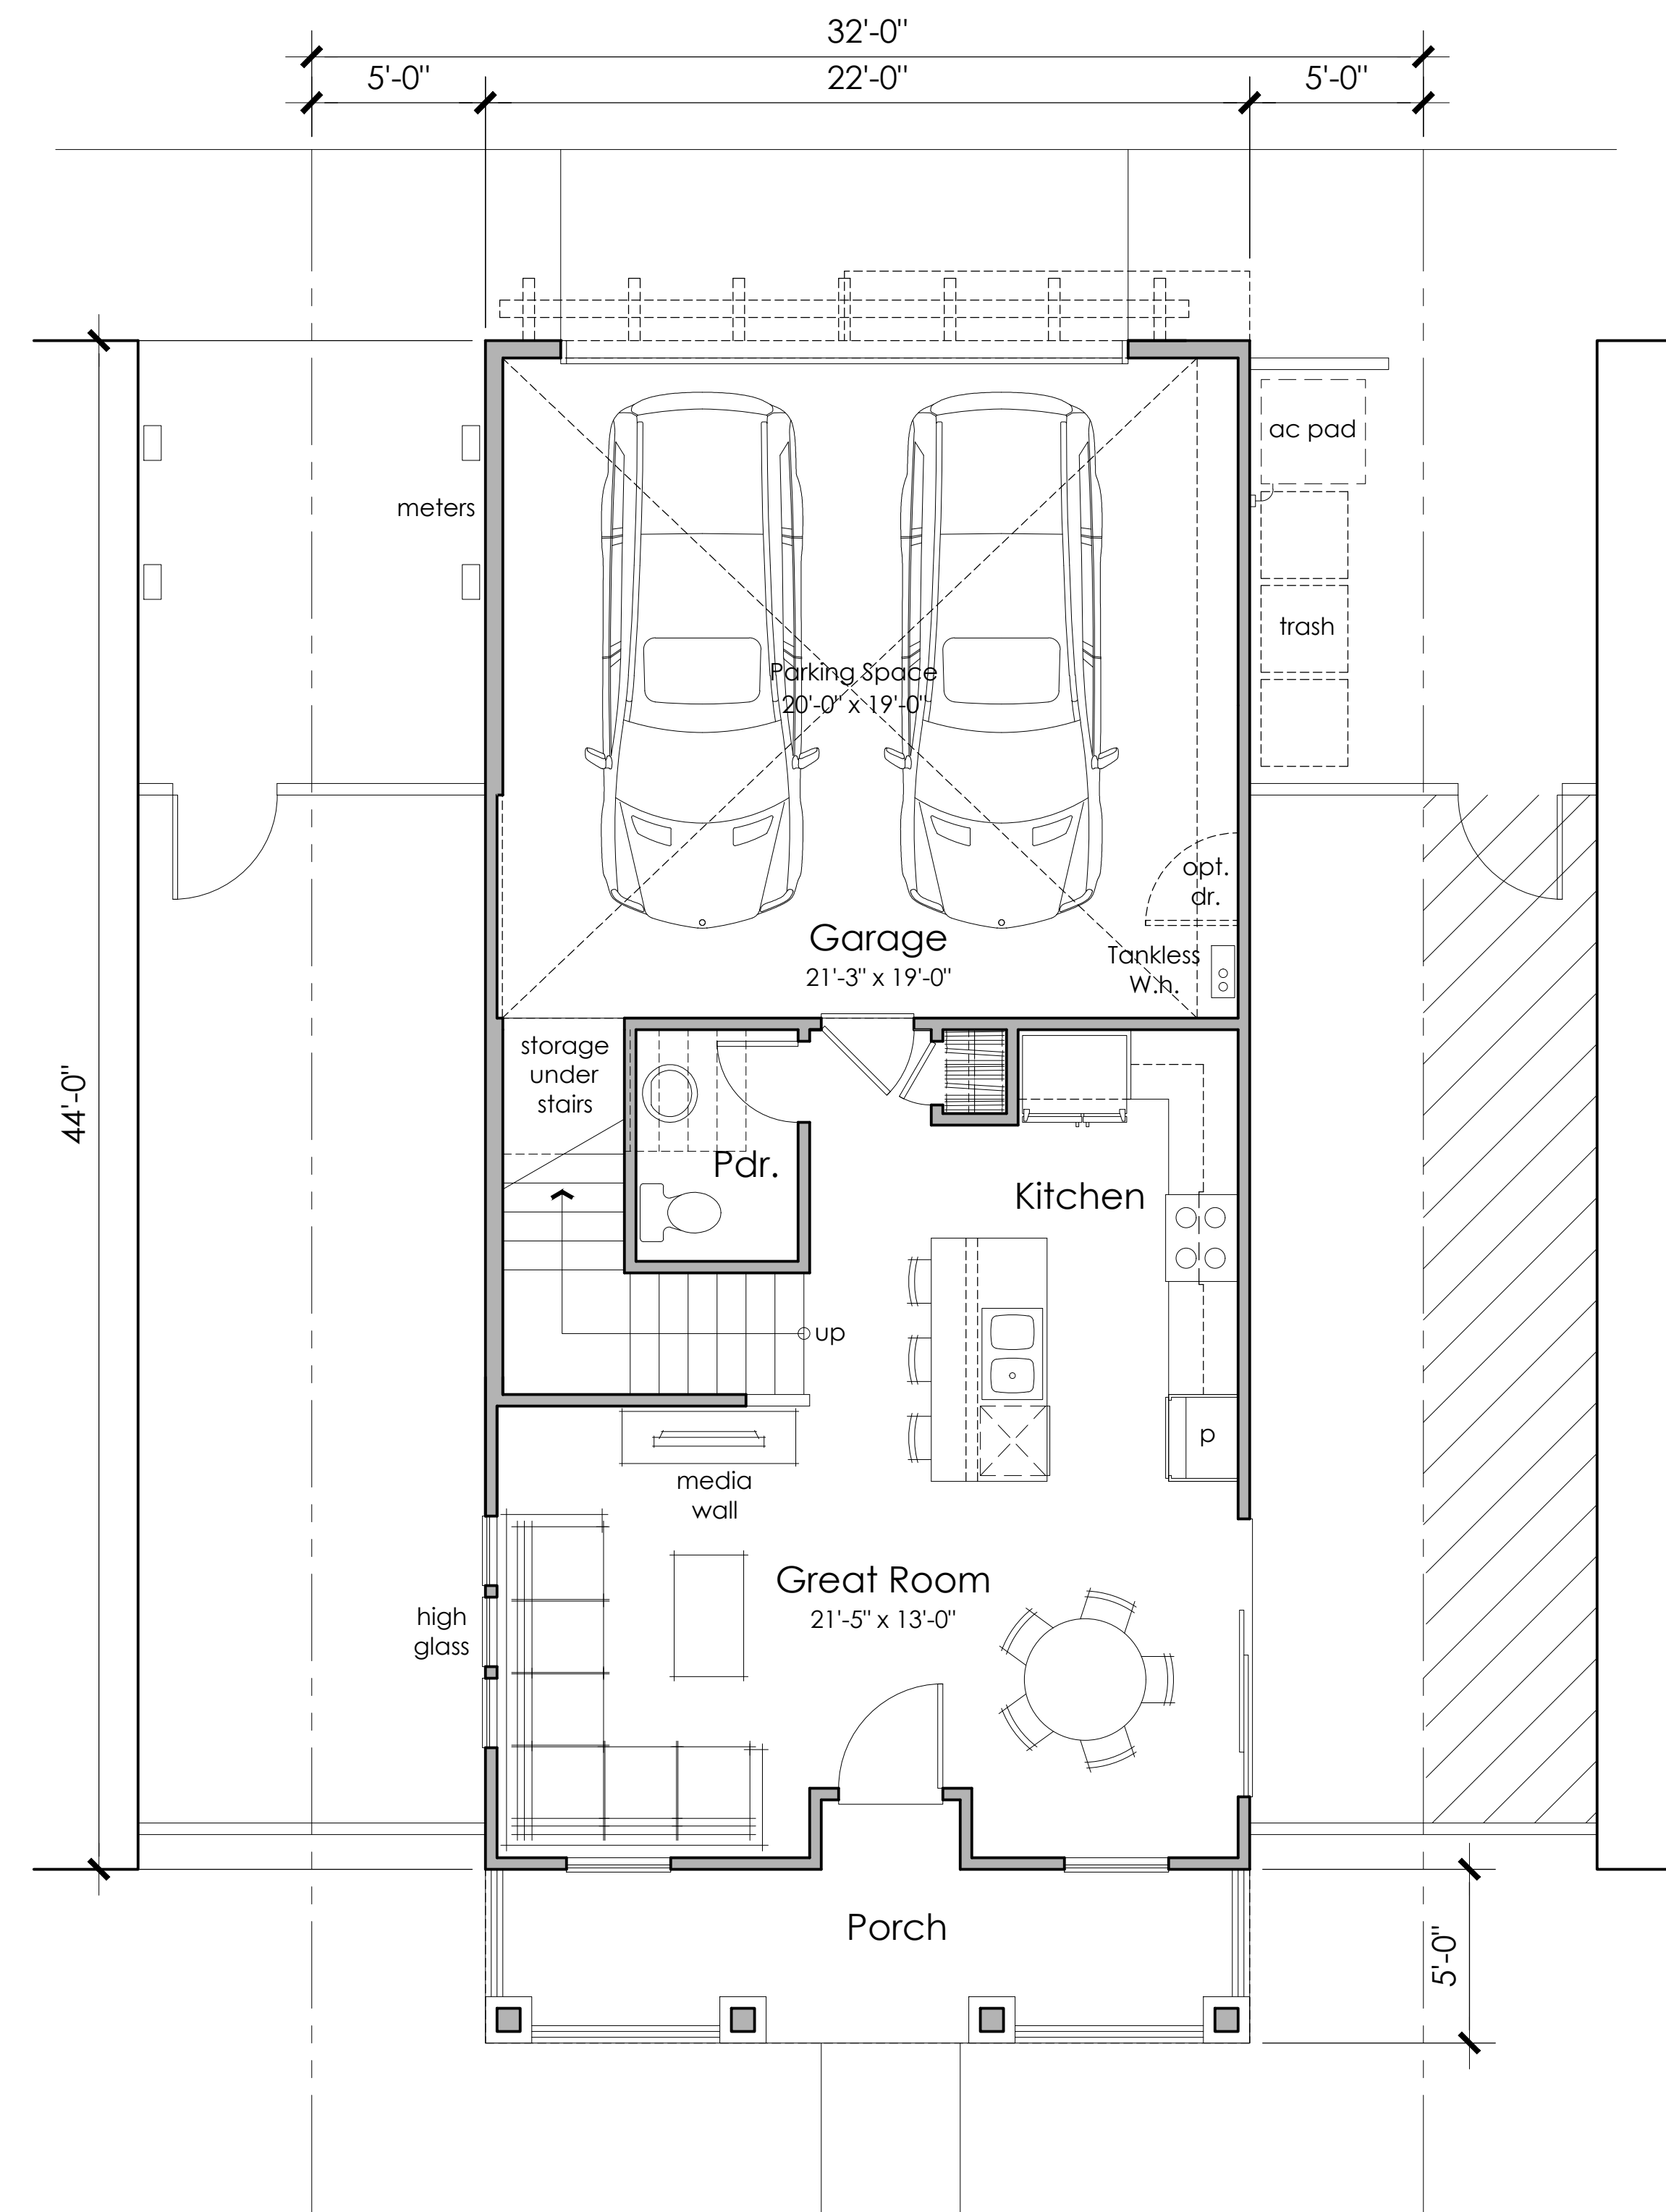 32'-0"
5'-0"
22'-0"
5'-0"
ac pad
meters
trash
Parking Space
20'-0" x 19'-0"
opt.
dr.
Garage
21'-3" x 19'-0"
Tankless
W.h.
storage
under
stairs
44'-0"
Pdr.
Kitchen
up
p
media
wall
Great Room
21'-5" x 13'-0"
high
glass
Porch
5'-0"